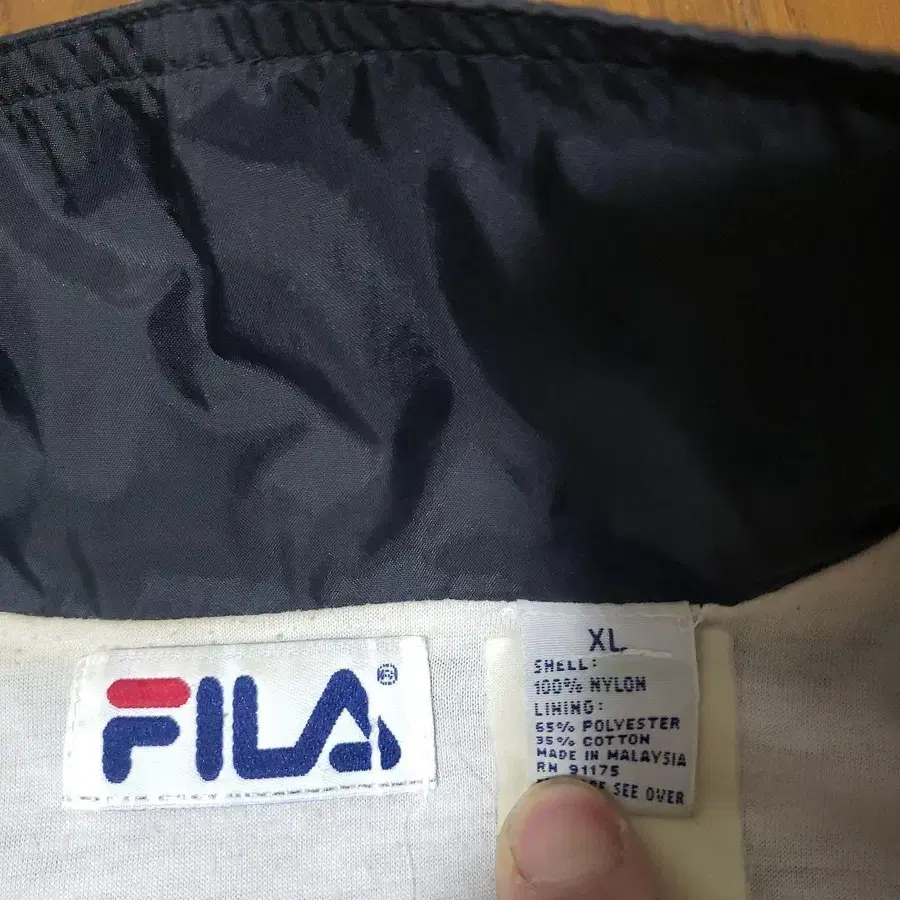 FILA®
XL
SHELL:
100% NYLON
LINING:
65% POLYESTER
35% COTTON
MADE IN MALAYSIA
RN 91175
SEE OVER